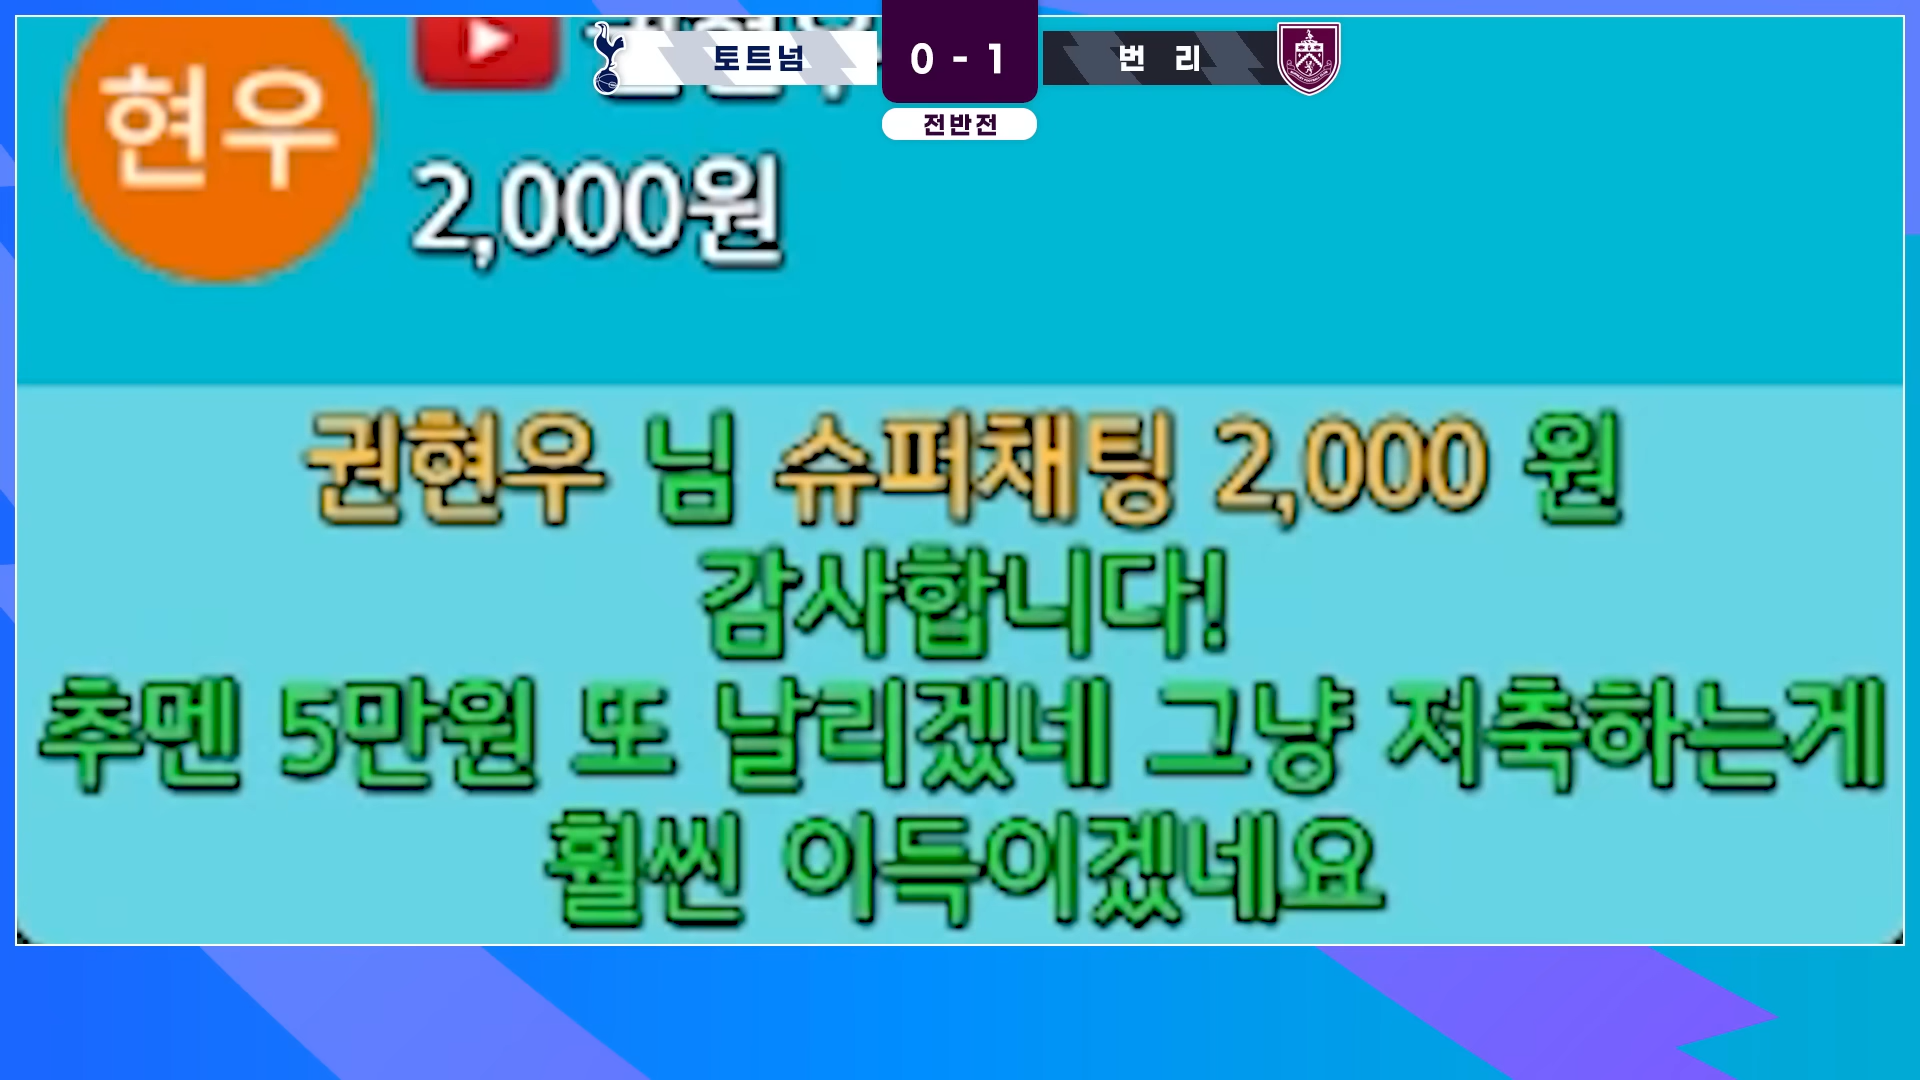 토트넘 0 - 1 번 리
전반전
현우
2,000원
권현우 님 슈퍼채팅 2,000 원
감사합니다!
추멘 5만원 또 날리겠네 그냥 저축하는게
훨씬 이득이겠네요